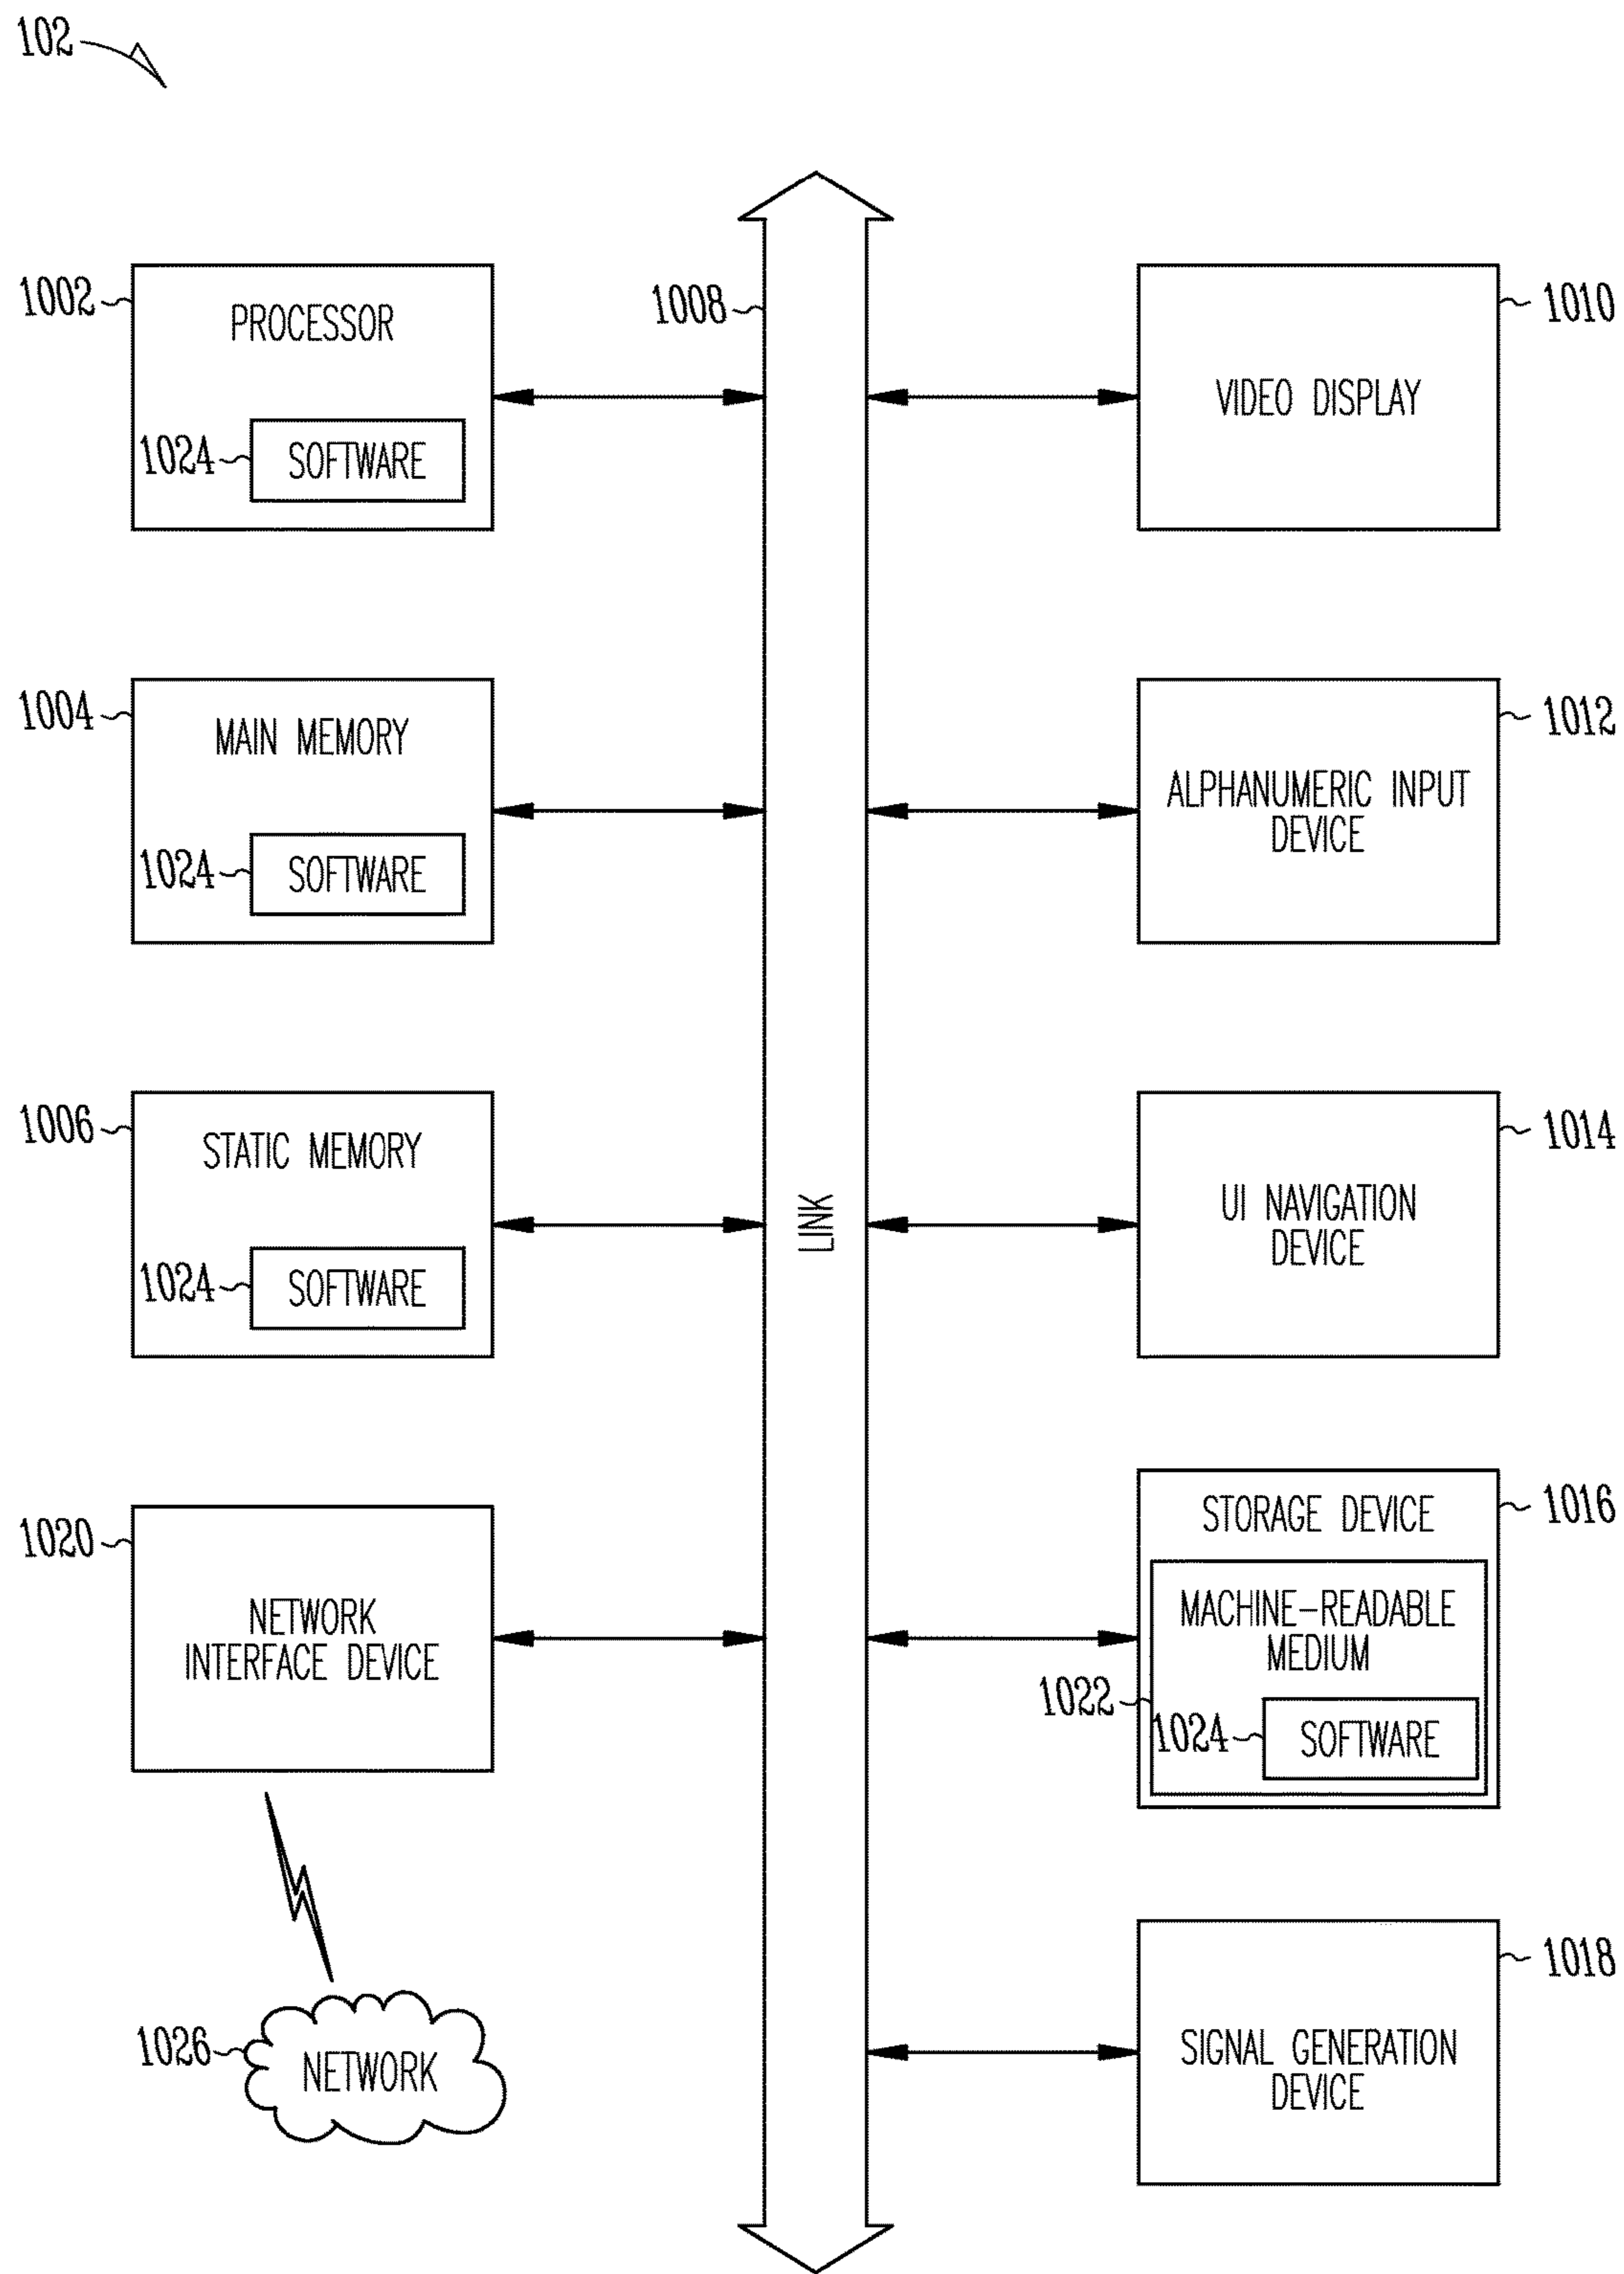 102
1002
PROCESSOR
1024
SOFTWARE
1004
MAIN MEMORY
1024
SOFTWARE
1006
STATIC MEMORY
1024
SOFTWARE
1020
NETWORK
INTERFACE DEVICE
1026
NETWORK
1008
LINK
1010
VIDEO DISPLAY
1012
ALPHANUMERIC INPUT
DEVICE
1014
UI NAVIGATION
DEVICE
1016
STORAGE DEVICE
MACHINE-READABLE
MEDIUM
1022
1024
SOFTWARE
1018
SIGNAL GENERATION
DEVICE